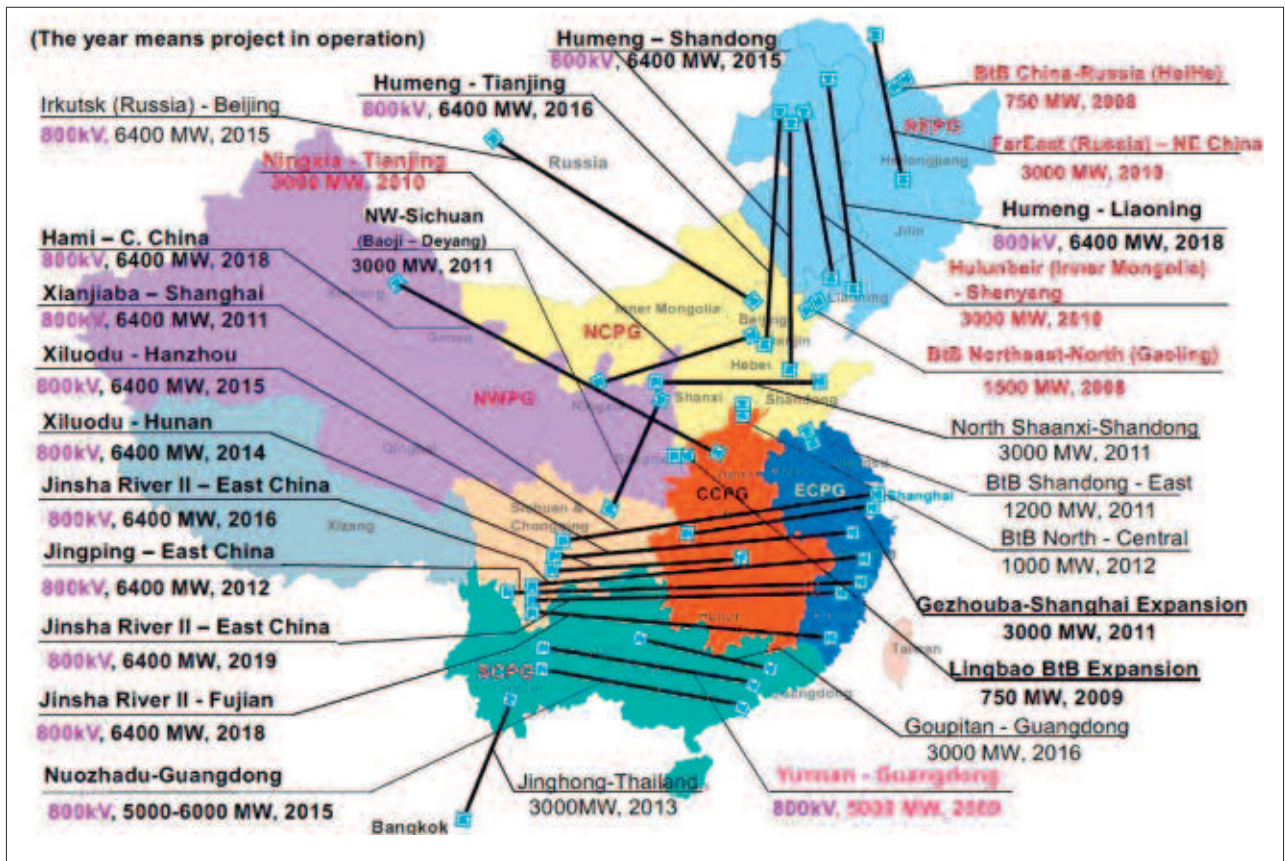 (The year means project in operation)
Humeng – Shandong
800kV, 6400 MW, 2015
Humeng - Tianjing
800kV, 6400 MW, 2016
Irkutsk (Russia) - Beijing
800kV, 6400 MW, 2015
Ningxia - Tianjing
3000 MW, 2010
NW-Sichuan
(Baoji – Deyang)
3000 MW, 2011
Hami – C. China
800kV, 6400 MW, 2018
Xianjiaba – Shanghai
800kV, 6400 MW, 2011
Xiluodu - Hanzhou
800kV, 6400 MW, 2015
Xiluodu - Hunan
800kV, 6400 MW, 2014
Jinsha River II – East China
800kV, 6400 MW, 2016
Jingping – East China
800kV, 6400 MW, 2012
Jinsha River II – East China
800kV, 6400 MW, 2019
Jinsha River II - Fujian
800kV, 6400 MW, 2018
Nuozhadu-Guangdong
800kV, 5000-6000 MW, 2015
BtB China-Russia (HeiHe)
750 MW, 2008
FarEast (Russia) – NE China
3000 MW, 2010
Humeng - Liaoning
800kV, 6400 MW, 2018
Hulunbeir (Inner Mongolia)
- Shenyang
3000 MW, 2010
BtB Northeast-North (Gaoling)
1500 MW, 2008
North Shaanxi-Shandong
3000 MW, 2011
BtB Shandong - East
1200 MW, 2011
BtB North - Central
1000 MW, 2012
Gezhouba-Shanghai Expansion
3000 MW, 2011
Lingbao BtB Expansion
750 MW, 2009
Goupitan - Guangdong
3000 MW, 2016
Yunnan - Guangdong
800kV, 5000 MW, 2009
Jinghong-Thailand
3000MW, 2013
Bangkok
Russia
NEPG
Heilongjiang
Jilin
Liaoning
Inner Mongolia
NCPG
Beijing
Hebei
Shanxi
Shandong
Xinjiang
Gansu
NWPG
Qinghai
Xizang
Sichuan &
Chongqing
CCPG
ECPG
Shanghai
SCPG
Guangdong
Taiwan